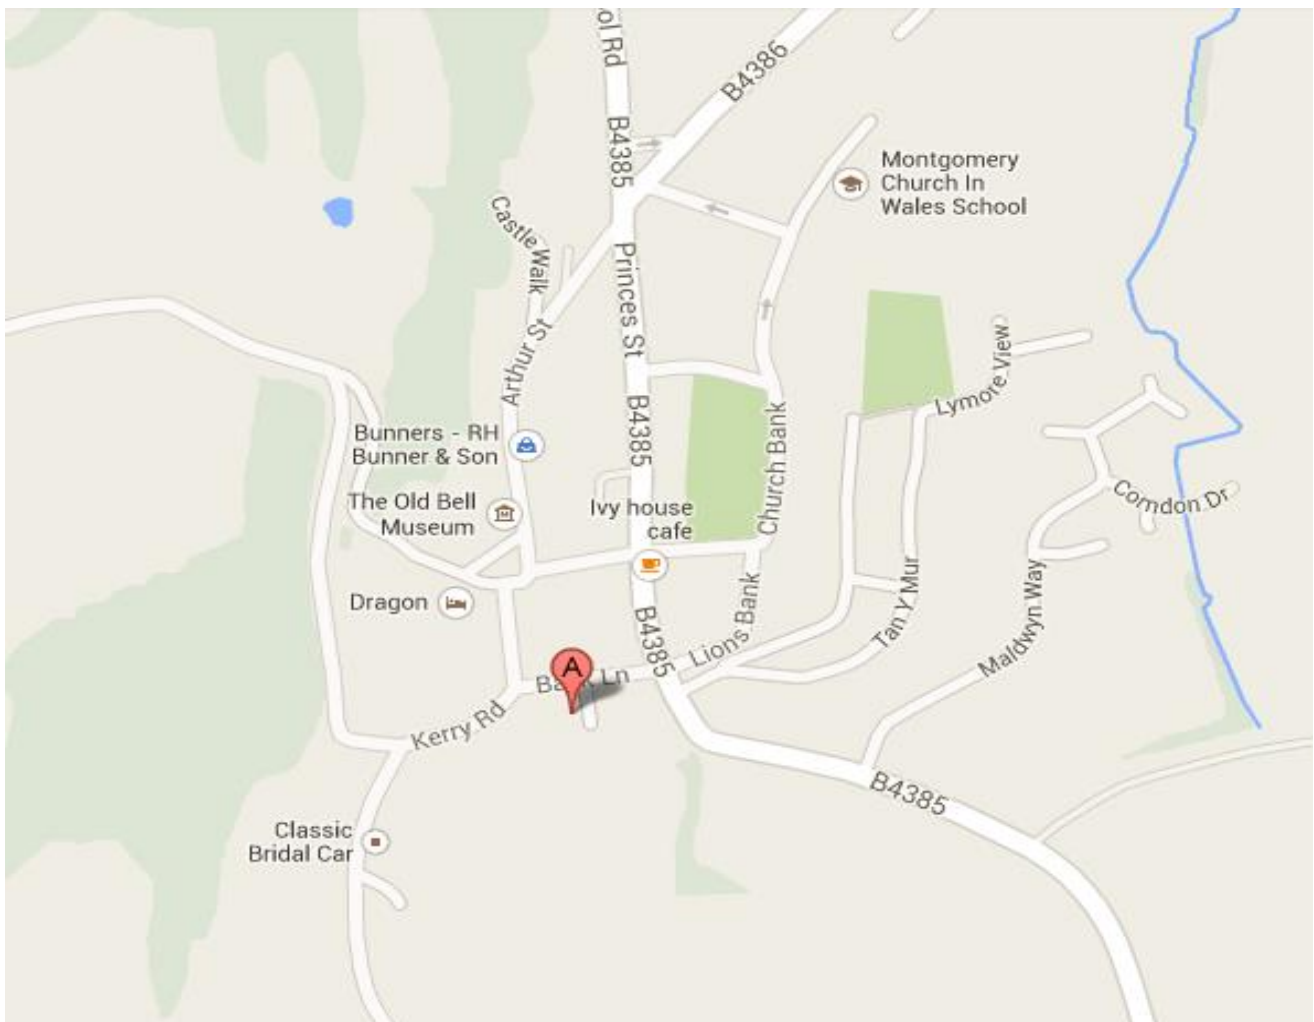 ol Rd
B4386
B4385
Montgomery
Church In
Wales School
Castle Walk
Princes St
Arthur St
Lymore View
B4385
Bunners - RH
Bunner & Son
Church Bank
The Old Bell
Museum
Ivy house
cafe
Corndon Dr
Dragon
Lions Bank
Tan Y Mur
Maldwyn Way
B4385
A
Bank Ln
Kerry Rd
B4385
Classic
Bridal Car